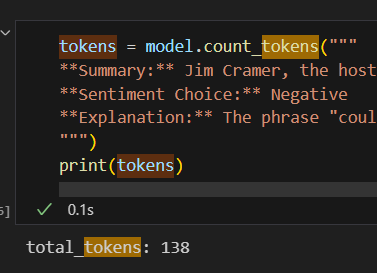 tokens = model.count_tokens("""
**Summary:** Jim Cramer, the host
**Sentiment Choice:** Negative
**Explanation:** The phrase "coul
""")
print(tokens)
]
0.1s
total_tokens: 138